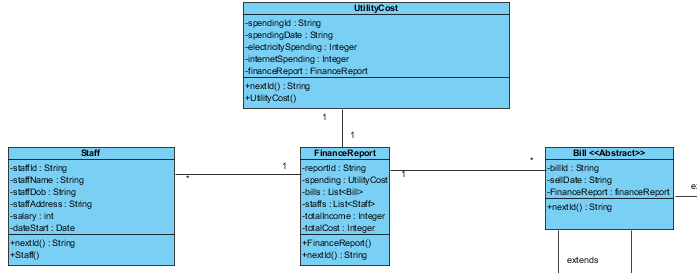 UtilityCost
-spendingId : String
-spendingDate : String
-electricitySpending : Integer
-internetSpending : Integer
-financeReport : FinanceReport
+nextId() : String
+UtilityCost()
1
1
Staff
-staffId : String
-staffName : String
-staffDob : String
-staffAddress : String
-salary : int
-dateStart : Date
+nextId() : String
+Staff()
*
1
FinanceReport
-reportId : String
-spending : UtilityCost
-bills : List<Bill>
-staffs : List<Staff>
-totalIncome : Integer
-totalCost : Integer
+FinanceReport()
+nextId() : String
1
*
Bill <<Abstract>>
-billId : String
-sellDate : String
-FinanceReport : financeReport
+nextId() : String
extends